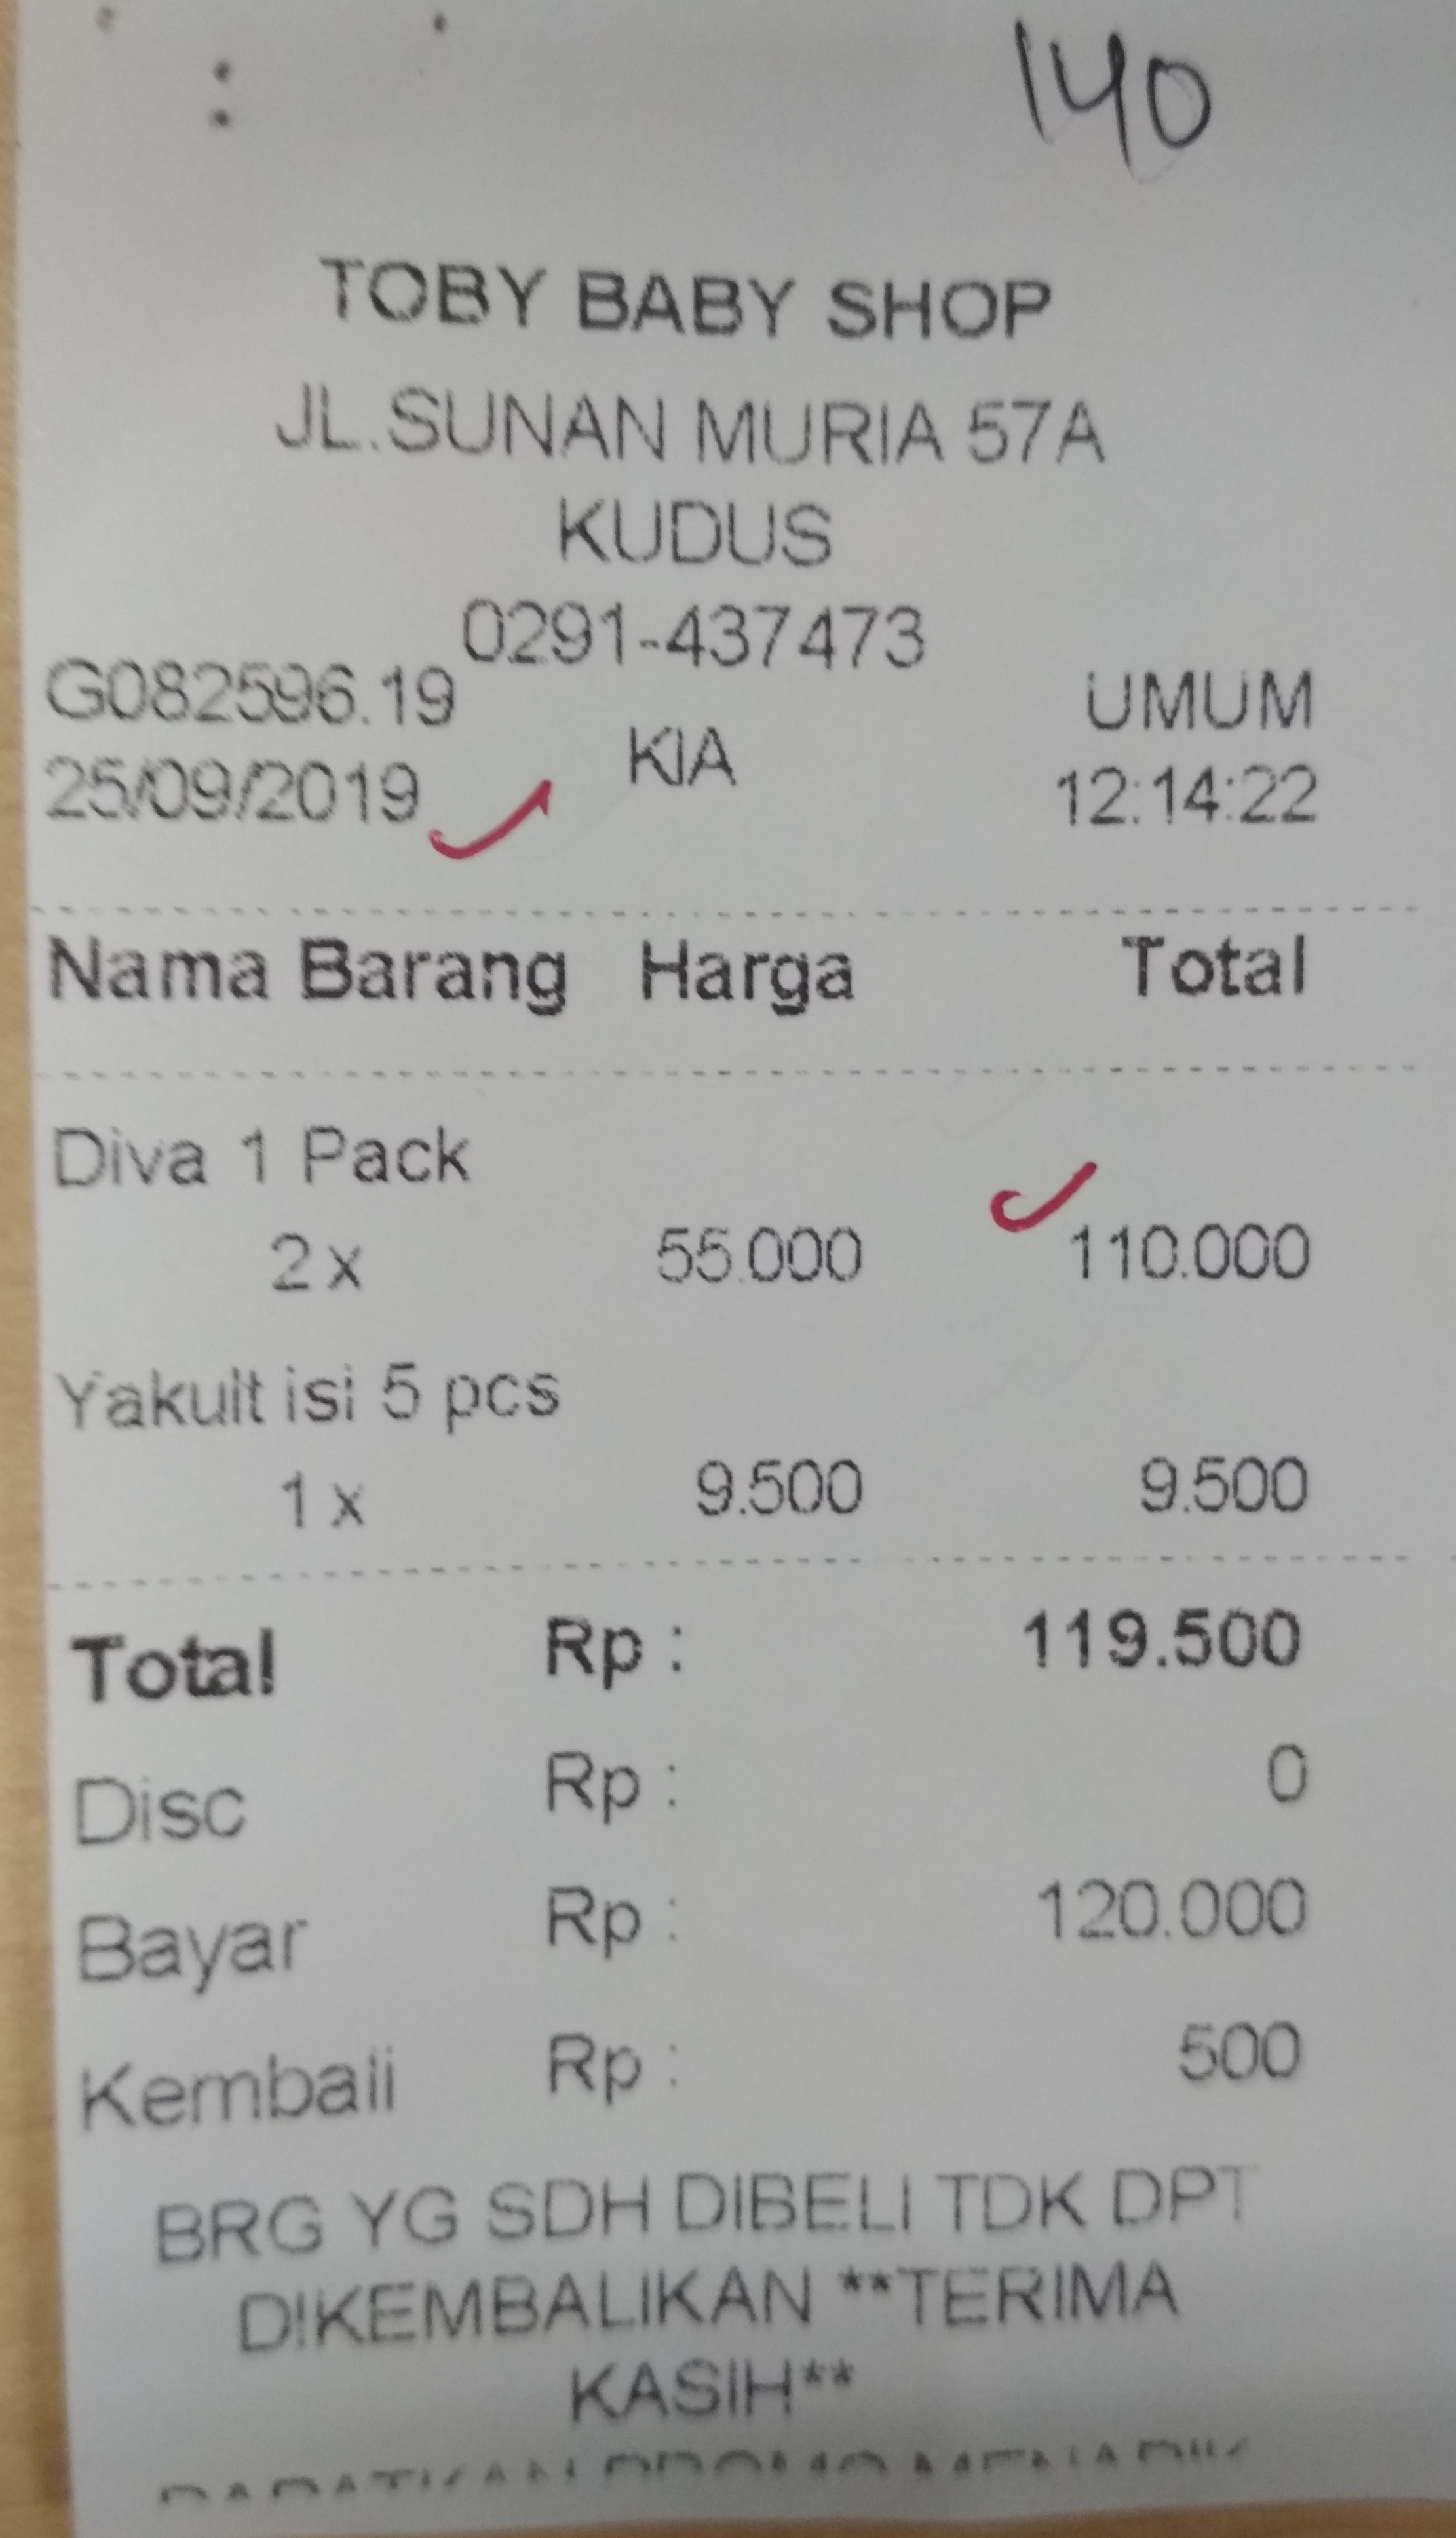 140
TOBY BABY SHOP
JL.SUNAN MURIA 57A
KUDUS
0291-437473
G082596.19 UMUM
25/09/2019 KIA 12:14:22
Nama Barang Harga Total
Diva 1 Pack
2 x 55.000 110.000
Yakult isi 5 pcs
1 x 9.500 9.500
Total Rp : 119.500
Disc Rp : 0
Bayar Rp : 120.000
Kembali Rp : 500
BRG YG SDH DIBELI TDK DPT
DIKEMBALIKAN **TERIMA
KASIH**